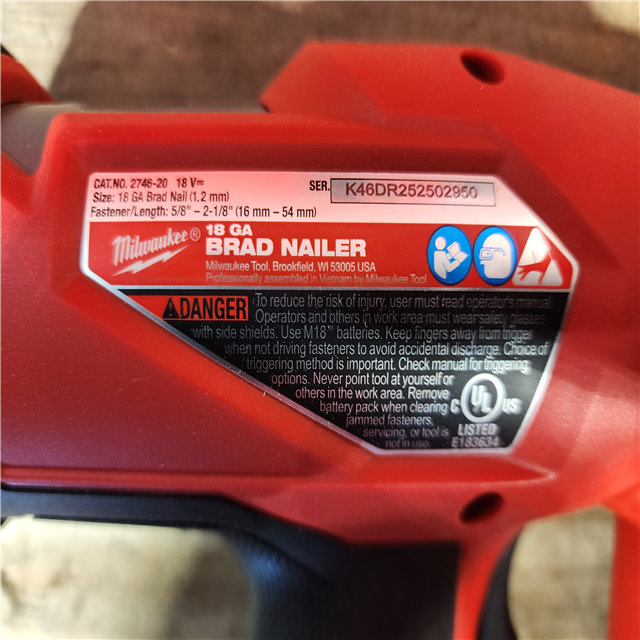 CAT.NO. 2746-20 18 V⎓
SER. K46DR252502950
Size: 18 GA Brad Nail (1,2 mm)
Fastener/Length: 5/8" – 2-1/8" (16 mm – 54 mm)
Milwaukee®
18 GA
BRAD NAILER
Milwaukee Tool, Brookfield, WI 53005 USA
Professionally assembled in Vietnam by Milwaukee Tool
DANGER To reduce the risk of injury, user must read operator's manual.
Operators and others in work area must wear safety glasses
with side shields. Use M18™ batteries. Keep fingers away from trigger
when not driving fasteners to avoid accidental discharge. Choice of
triggering method is important. Check manual for triggering
options. Never point tool at yourself or
others in the work area. Remove
battery pack when clearing
jammed fasteners,
servicing, or tool is
not in use.
C UL US
LISTED
E183634